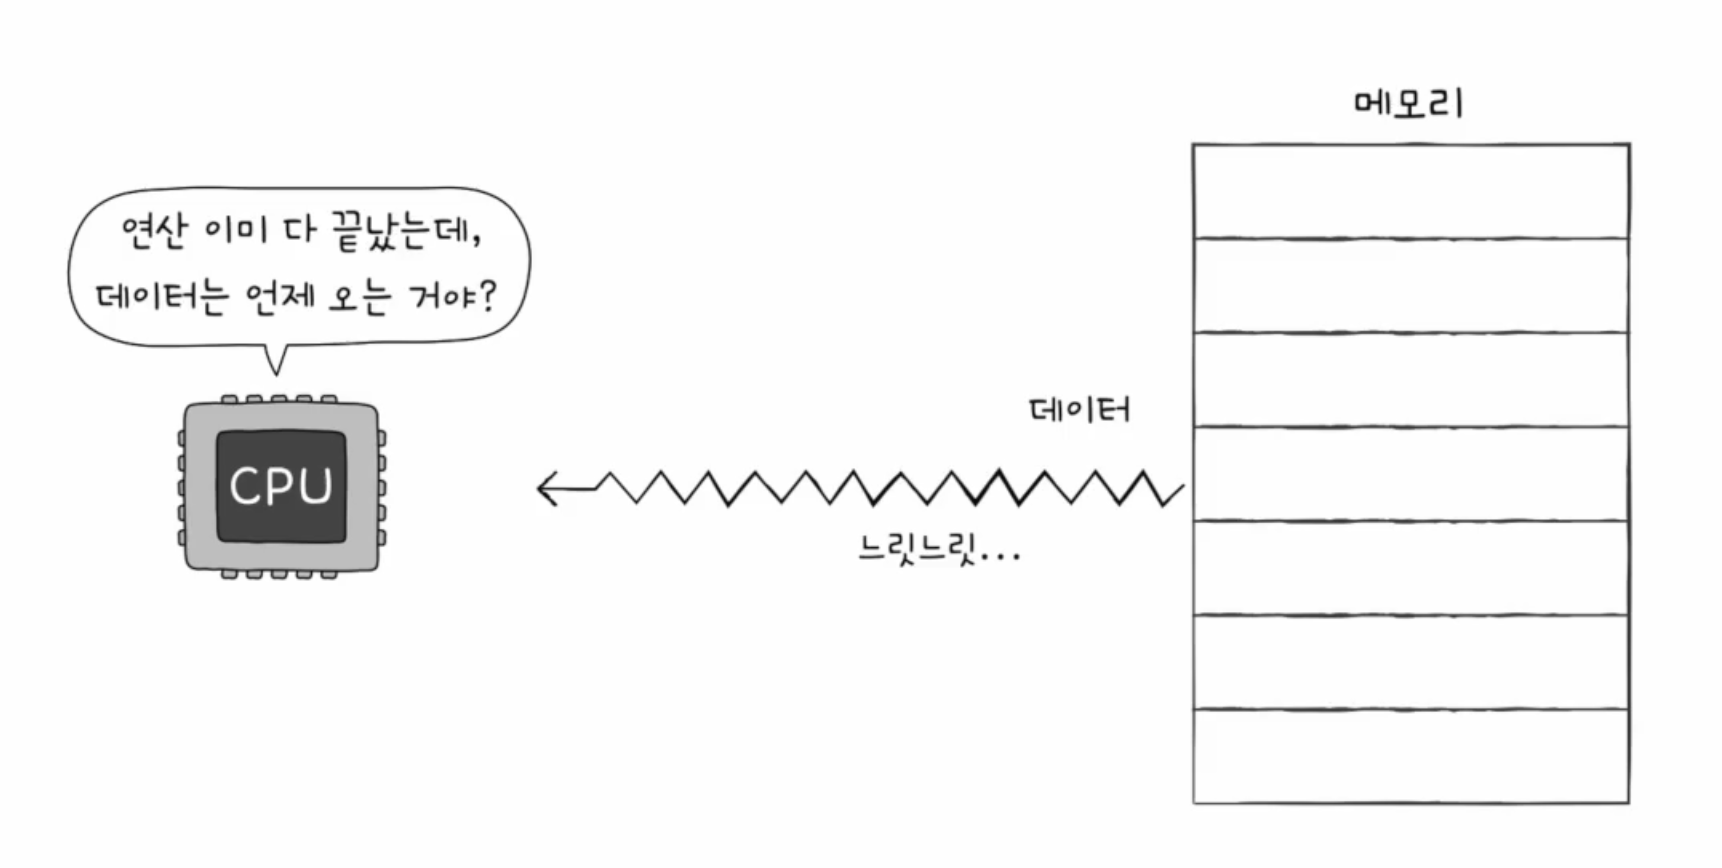 메모리
연산 이미 다 끝났는데,
데이터는 언제 오는 거야?
데이터
CPU
느릿느릿...